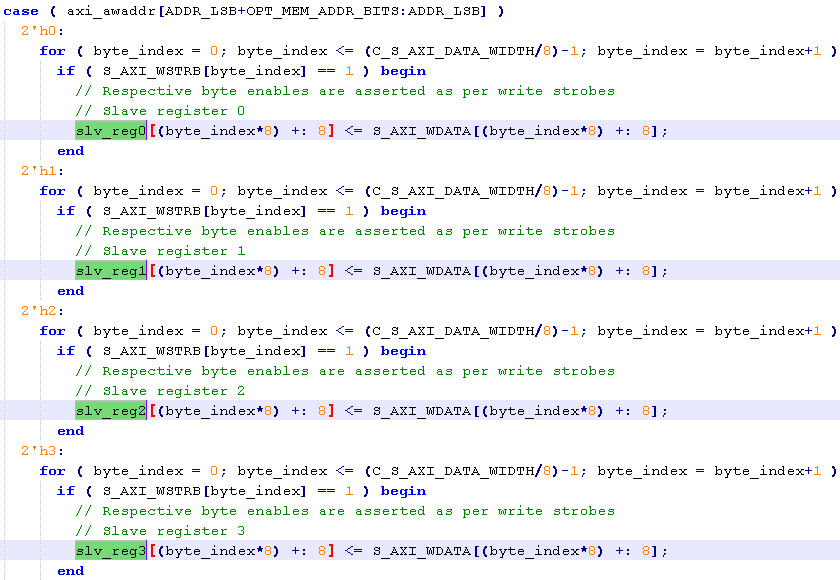 case ( axi_awaddr[ADDR_LSB+OPT_MEM_ADDR_BITS:ADDR_LSB] )
2'h0:
for ( byte_index = 0; byte_index <= (C_S_AXI_DATA_WIDTH/8)-1; byte_index = byte_index+1 )
if ( S_AXI_WSTRB[byte_index] == 1 ) begin
// Respective byte enables are asserted as per write strobes
// Slave register 0
slv_reg0[(byte_index*8) +: 8] <= S_AXI_WDATA[(byte_index*8) +: 8];
end
2'h1:
for ( byte_index = 0; byte_index <= (C_S_AXI_DATA_WIDTH/8)-1; byte_index = byte_index+1 )
if ( S_AXI_WSTRB[byte_index] == 1 ) begin
// Respective byte enables are asserted as per write strobes
// Slave register 1
slv_reg1[(byte_index*8) +: 8] <= S_AXI_WDATA[(byte_index*8) +: 8];
end
2'h2:
for ( byte_index = 0; byte_index <= (C_S_AXI_DATA_WIDTH/8)-1; byte_index = byte_index+1 )
if ( S_AXI_WSTRB[byte_index] == 1 ) begin
// Respective byte enables are asserted as per write strobes
// Slave register 2
slv_reg2[(byte_index*8) +: 8] <= S_AXI_WDATA[(byte_index*8) +: 8];
end
2'h3:
for ( byte_index = 0; byte_index <= (C_S_AXI_DATA_WIDTH/8)-1; byte_index = byte_index+1 )
if ( S_AXI_WSTRB[byte_index] == 1 ) begin
// Respective byte enables are asserted as per write strobes
// Slave register 3
slv_reg3[(byte_index*8) +: 8] <= S_AXI_WDATA[(byte_index*8) +: 8];
end